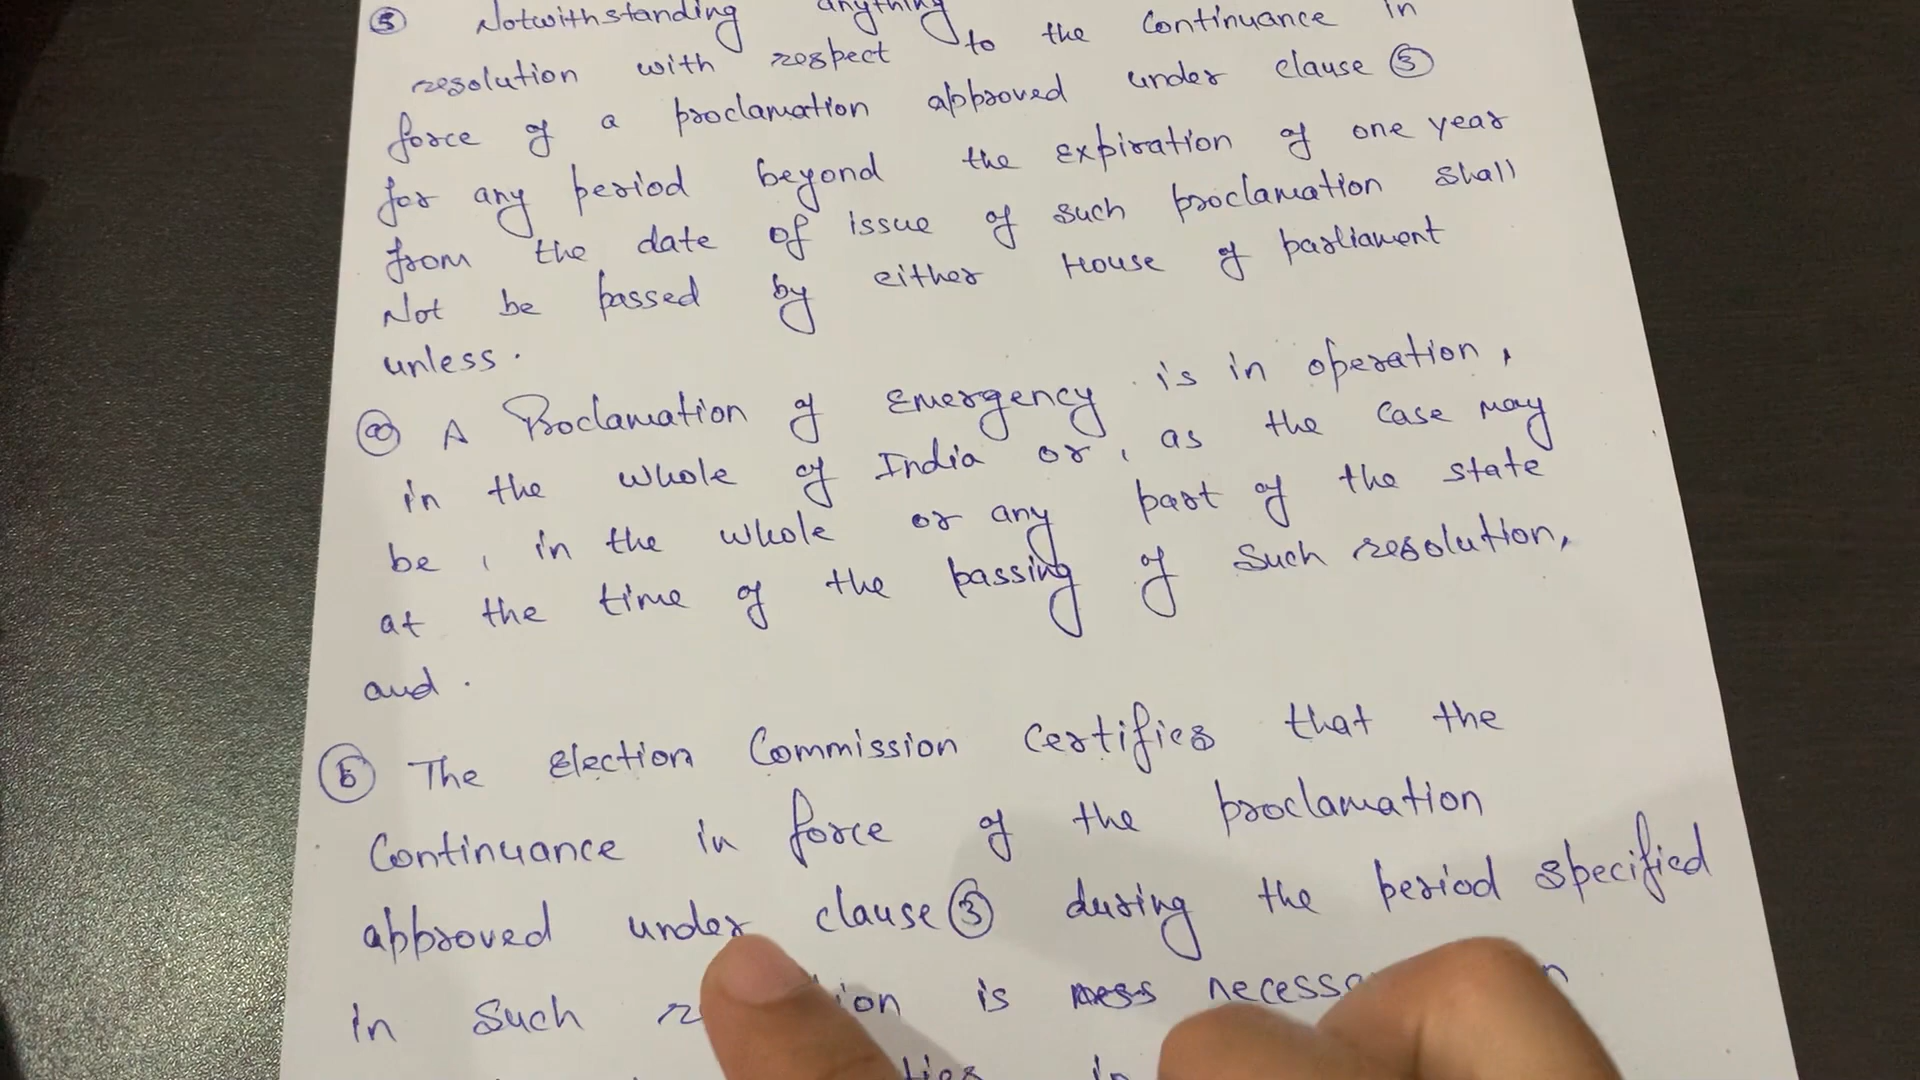 ⑤ Notwithstanding anything
resolution with respect to the Continuance in
force of a proclamation approved under clause ③
for any period beyond the expiration of one year
from the date of issue of such proclamation shall
Not be passed by either House of parliament
unless.
ⓐ A Proclamation of Emergency is in operation,
in the whole of India or, as the case may
be, in the whole or any part of the state
at the time of the passing of such resolution,
and.
ⓑ The Election Commission Certifies that the
Continuance in force of the proclamation
approved under clause ③ during the period specified
in such is necess
in